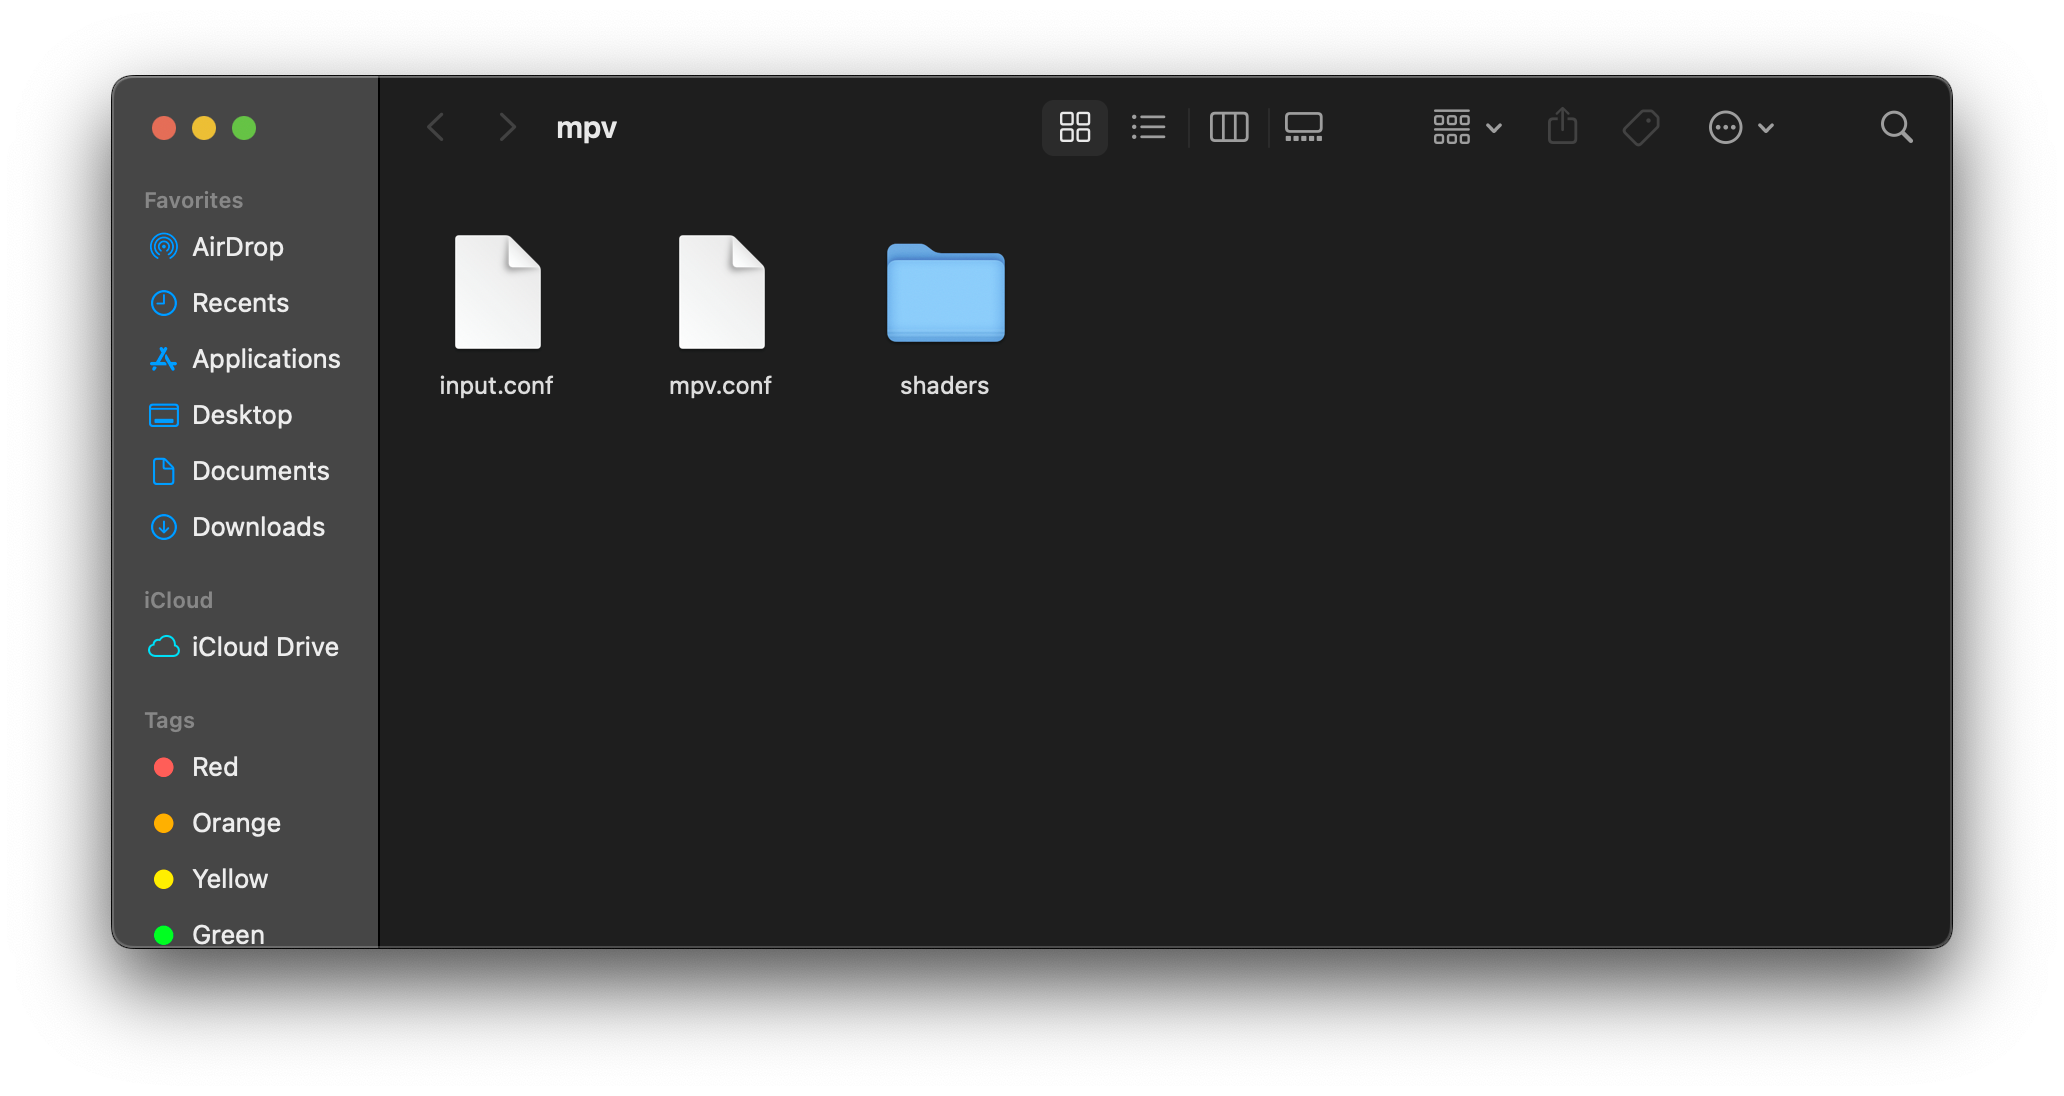 mpv
Favorites
AirDrop
Recents
Applications
Desktop
Documents
Downloads
iCloud
iCloud Drive
Tags
Red
Orange
Yellow
Green
input.conf
mpv.conf
shaders